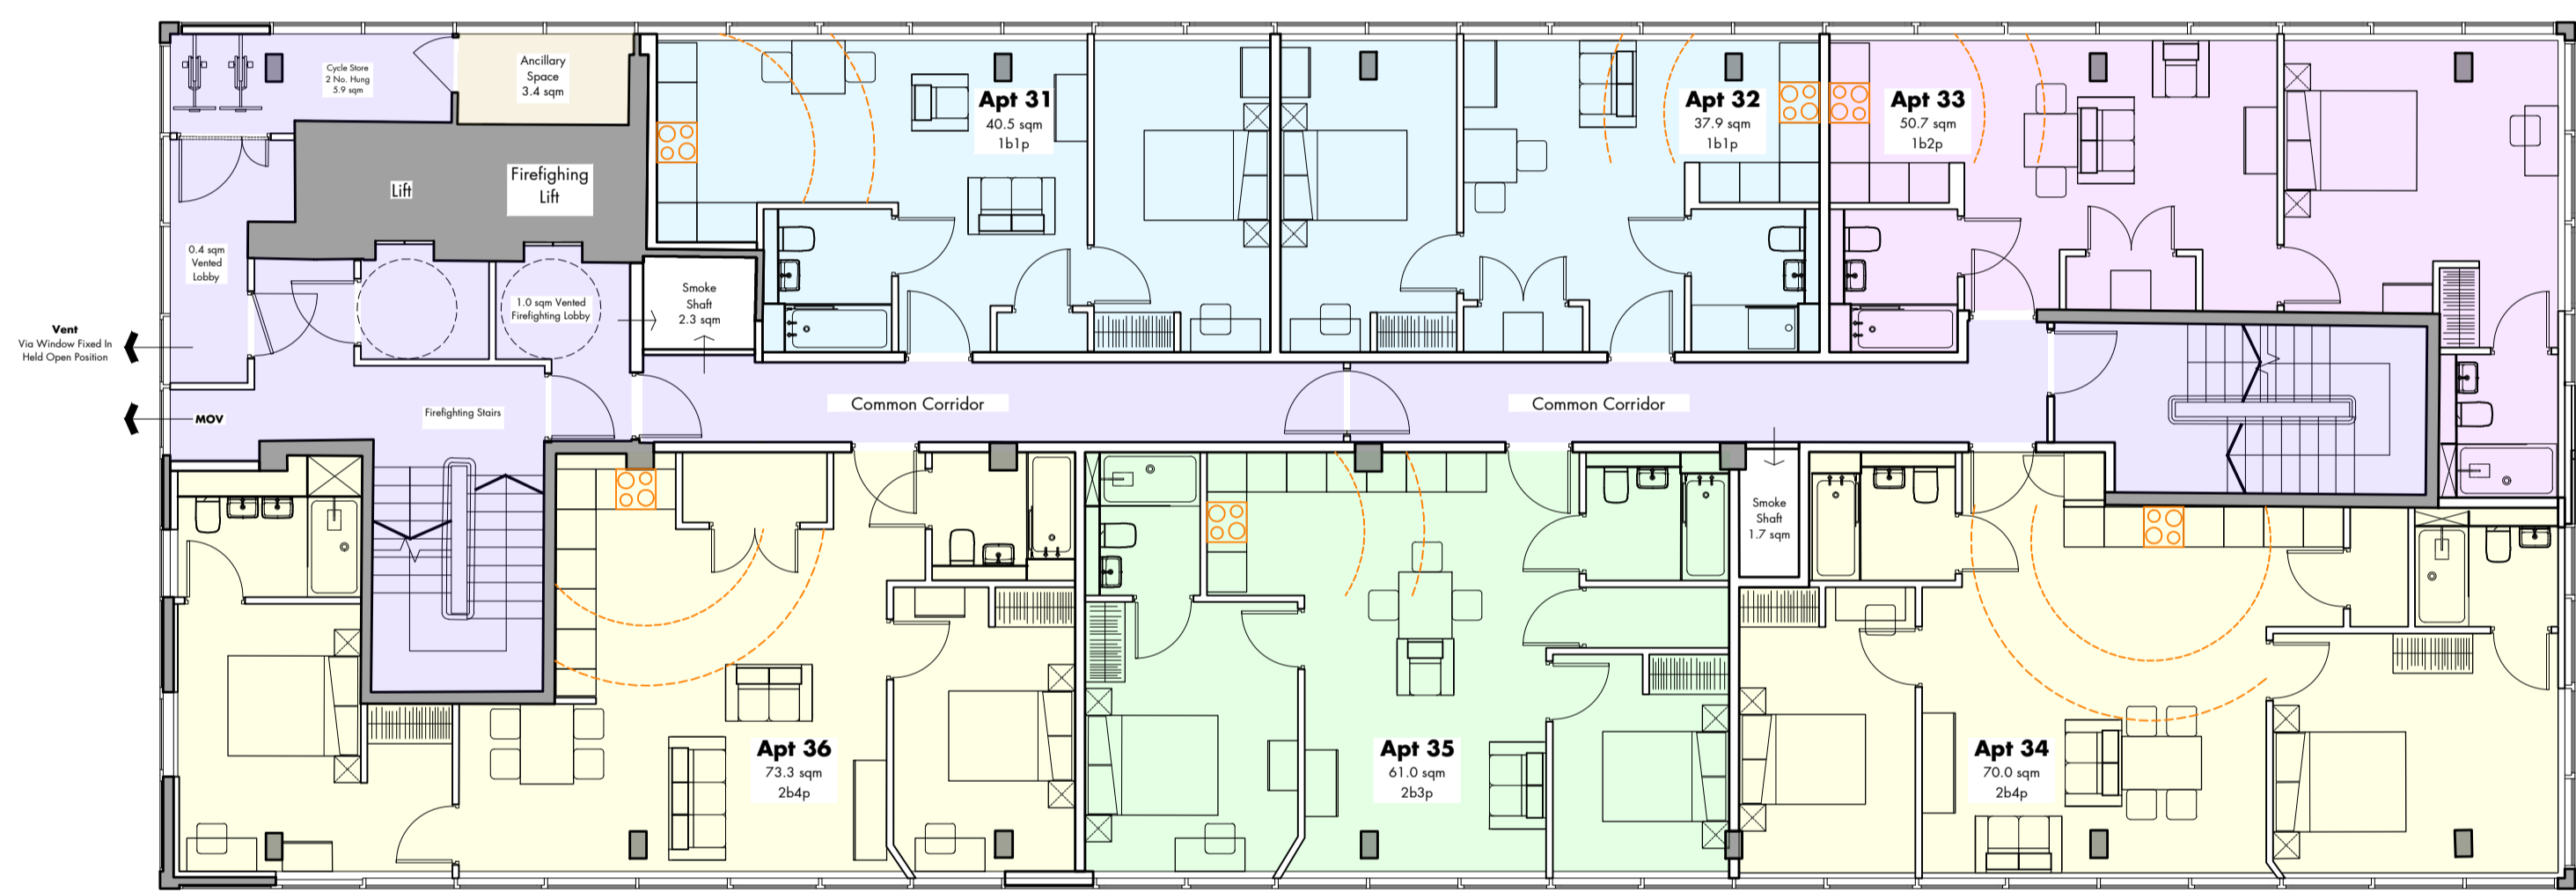 Cycle Store
2 No. Hung
5.9 sqm
Ancillary
Space
3.4 sqm
Apt 31
40.5 sqm
1b1p
Apt 32
37.9 sqm
1b1p
Apt 33
50.7 sqm
1b2p
Lift
Firefighing
Lift
0.4 sqm
Vented
Lobby
1.0 sqm Vented
Firefighting Lobby
Smoke
Shaft
2.3 sqm
Vent
Via Window Fixed In
Held Open Position
MOV
Firefighting Stairs
Common Corridor
Common Corridor
Smoke
Shaft
1.7 sqm
Apt 36
73.3 sqm
2b4p
Apt 35
61.0 sqm
2b3p
Apt 34
70.0 sqm
2b4p